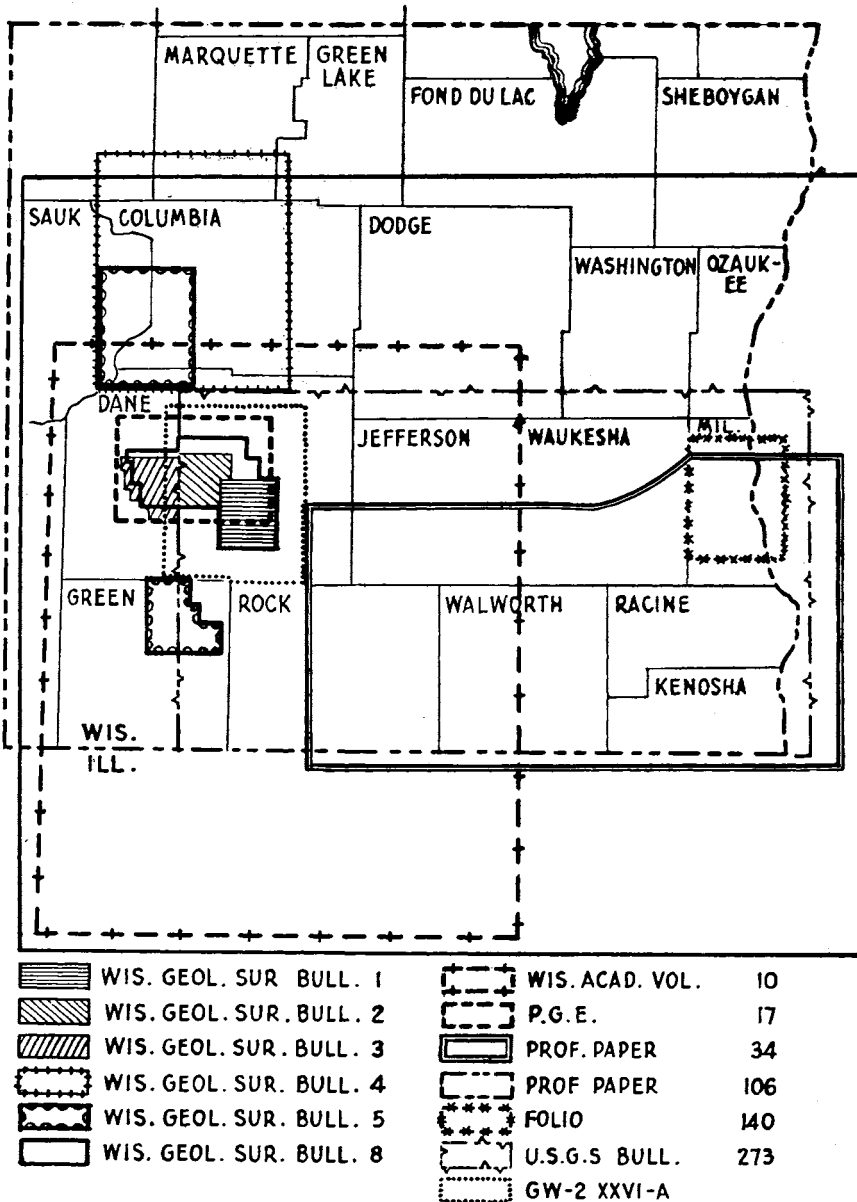 MARQUETTE
GREEN
LAKE
FOND DU LAC
SHEBOYGAN
SAUK
COLUMBIA
DODGE
WASHINGTON
OZAUK-
EE
DANE
JEFFERSON
WAUKESHA
MIL.
GREEN
ROCK
WALWORTH
RACINE
KENOSHA
WIS.
ILL.
WIS. GEOL. SUR BULL. 1
WIS. GEOL. SUR. BULL. 2
WIS. GEOL. SUR. BULL. 3
WIS. GEOL. SUR. BULL. 4
WIS. GEOL. SUR. BULL. 5
WIS. GEOL. SUR. BULL. 8
WIS. ACAD. VOL. 10
P.G.E. 17
PROF. PAPER 34
PROF PAPER 106
FOLIO 140
U.S.G.S BULL. 273
GW-2 XXVI-A